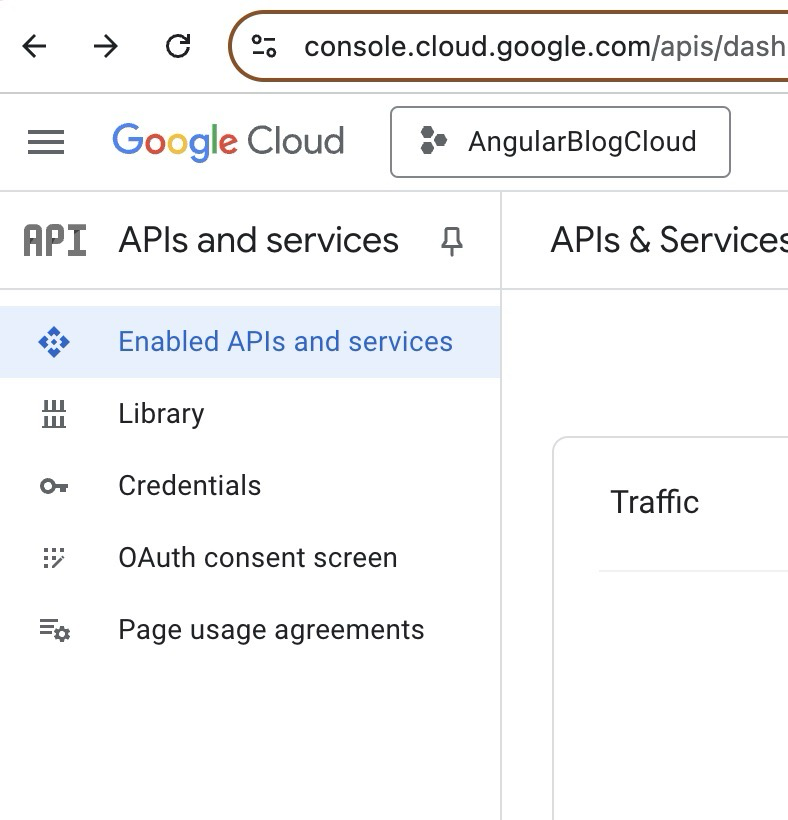 console.cloud.google.com/apis/dash
Google Cloud
AngularBlogCloud
API
APIs and services
APIs & Services
Enabled APIs and services
Library
Credentials
OAuth consent screen
Page usage agreements
Traffic